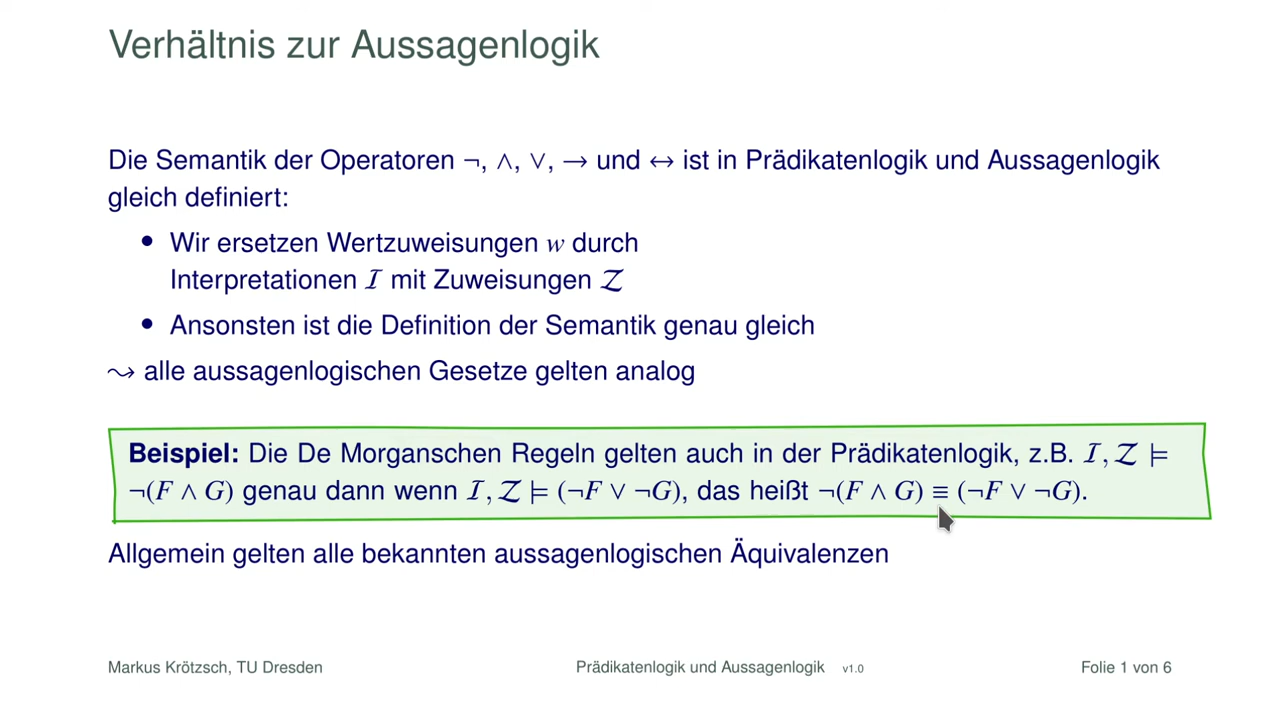 Verhältnis zur Aussagenlogik
Die Semantik der Operatoren ¬, ∧, ∨, → und ↔ ist in Prädikatenlogik und Aussagenlogik
gleich definiert:
• Wir ersetzen Wertzuweisungen w durch
Interpretationen ℐ mit Zuweisungen 𝒵
• Ansonsten ist die Definition der Semantik genau gleich
⇝ alle aussagenlogischen Gesetze gelten analog
Beispiel: Die De Morganschen Regeln gelten auch in der Prädikatenlogik, z.B. ℐ, 𝒵 ⊨
¬(F ∧ G) genau dann wenn ℐ, 𝒵 ⊨ (¬F ∨ ¬G), das heißt ¬(F ∧ G) ≡ (¬F ∨ ¬G).
Allgemein gelten alle bekannten aussagenlogischen Äquivalenzen
Markus Krötzsch, TU Dresden Prädikatenlogik und Aussagenlogik v1.0 Folie 1 von 6